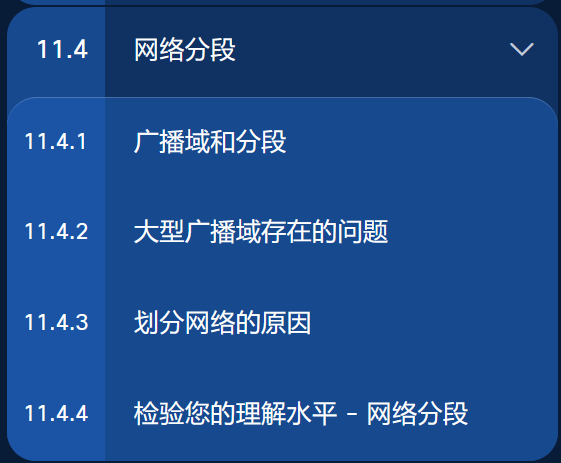 11.4 网络分段
11.4.1 广播域和分段
11.4.2 大型广播域存在的问题
11.4.3 划分网络的原因
11.4.4 检验您的理解水平 - 网络分段